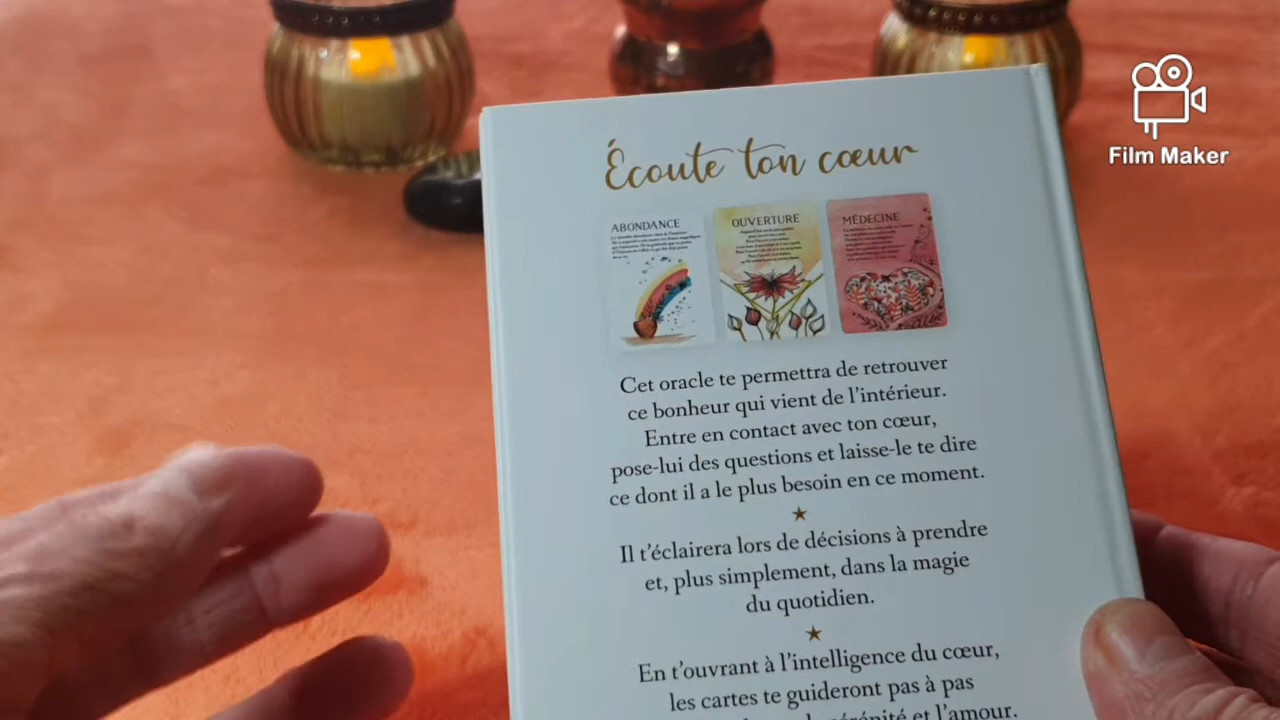 Film Maker
Écoute ton cœur
ABONDANCE
OUVERTURE
MÉDECINE
Cet oracle te permettra de retrouver
ce bonheur qui vient de l'intérieur.
Entre en contact avec ton cœur,
pose-lui des questions et laisse-le te dire
ce dont il a le plus besoin en ce moment.
Il t'éclairera lors de décisions à prendre
et, plus simplement, dans la magie
du quotidien.
En t'ouvrant à l'intelligence du cœur,
les cartes te guideront pas à pas
sérénité et l'amour.